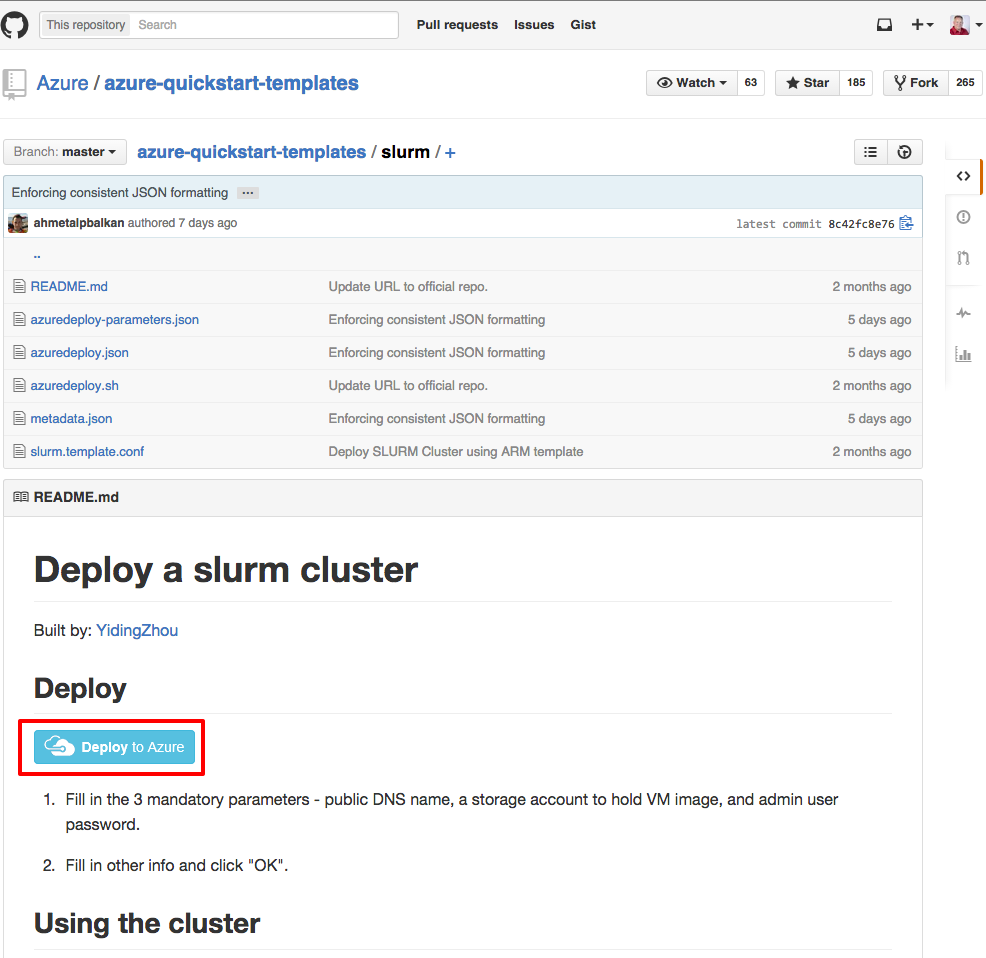 This repository Search Pull requests Issues Gist
Azure / azure-quickstart-templates Watch 63 Star 185 Fork 265
Branch: master azure-quickstart-templates / slurm / +
Enforcing consistent JSON formatting ...
ahmetalpbalkan authored 7 days ago latest commit 8c42fc8e76
..
README.md Update URL to official repo. 2 months ago
azuredeploy-parameters.json Enforcing consistent JSON formatting 5 days ago
azuredeploy.json Enforcing consistent JSON formatting 5 days ago
azuredeploy.sh Update URL to official repo. 2 months ago
metadata.json Enforcing consistent JSON formatting 5 days ago
slurm.template.conf Deploy SLURM Cluster using ARM template 2 months ago
README.md
Deploy a slurm cluster
Built by: YidingZhou
Deploy
Deploy to Azure
1. Fill in the 3 mandatory parameters - public DNS name, a storage account to hold VM image, and admin user
password.
2. Fill in other info and click "OK".
Using the cluster